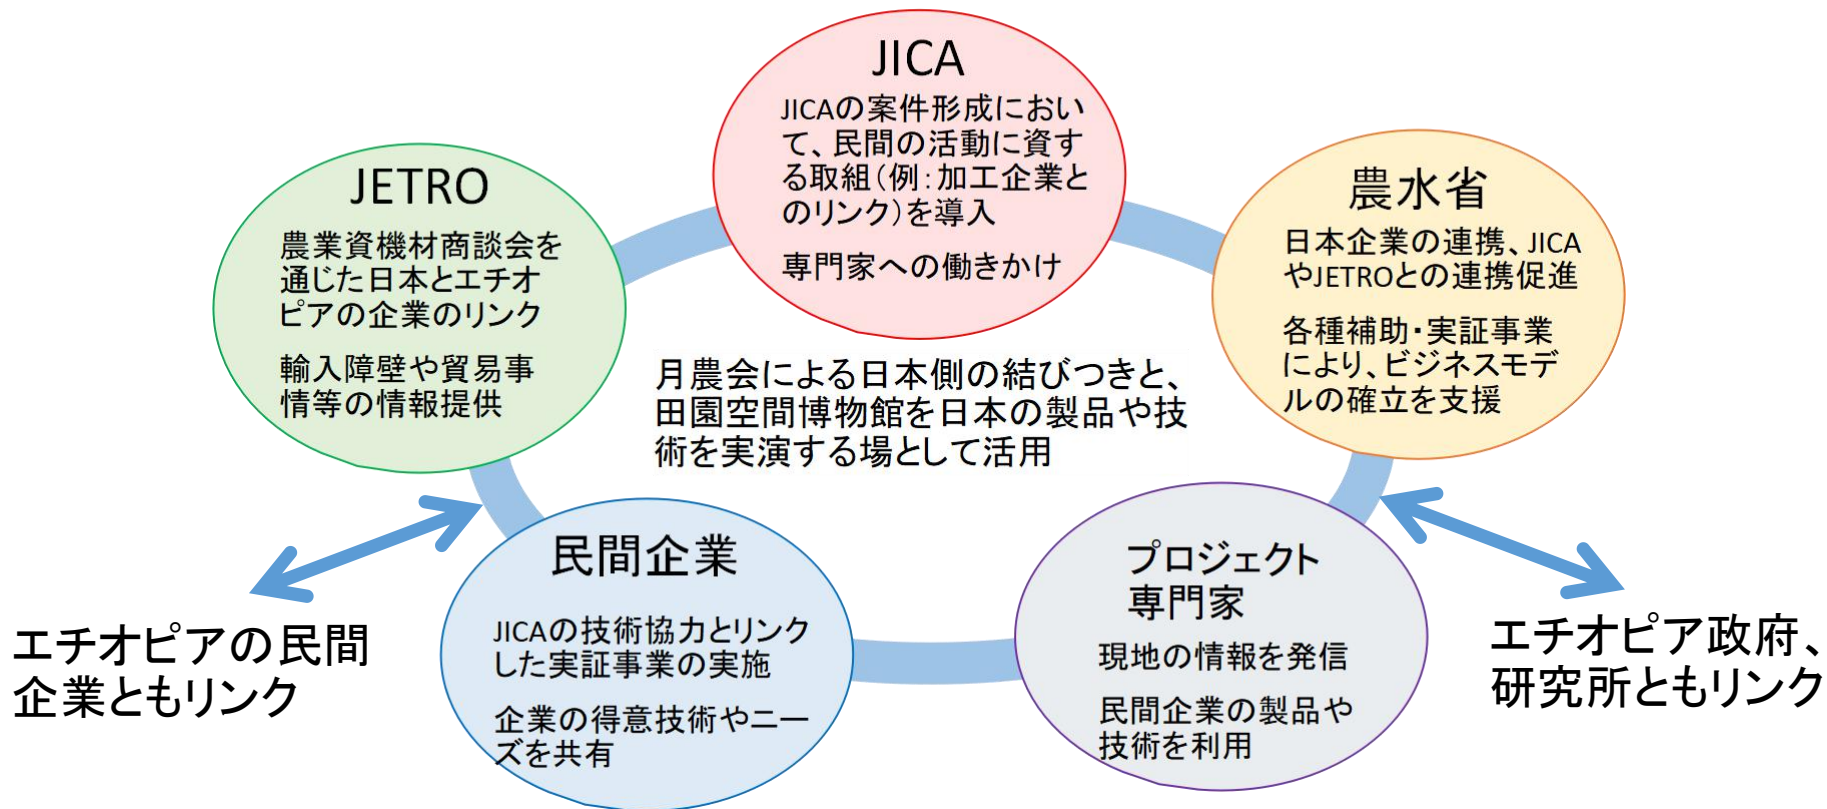 JICA
JICAの案件形成におい
て、民間の活動に資す
る取組(例:加工企業と
のリンク)を導入
専門家への働きかけ
JETRO
農業資機材商談会を
通じた日本とエチオ
ピアの企業のリンク
輸入障壁や貿易事
情等の情報提供
農水省
日本企業の連携、JICA
やJETROとの連携促進
各種補助・実証事業
により、ビジネスモデ
ルの確立を支援
月農会による日本側の結びつきと、
田園空間博物館を日本の製品や技
術を実演する場として活用
民間企業
JICAの技術協力とリンク
した実証事業の実施
企業の得意技術やニー
ズを共有
プロジェクト
専門家
現地の情報を発信
民間企業の製品や
技術を利用
エチオピアの民間
企業ともリンク
エチオピア政府、
研究所ともリンク